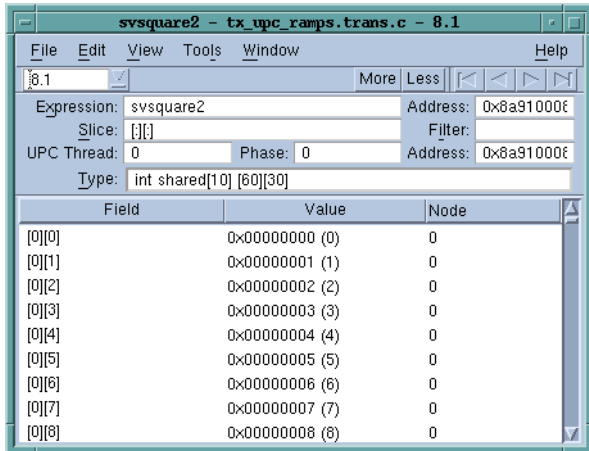 svsquare2 - tx_upc_ramps.trans.c - 8.1
File Edit View Tools Window Help
8.1 More Less
Expression: svsquare2 Address: 0x8a910008
Slice: [:][:] Filter:
UPC Thread: 0 Phase: 0 Address: 0x8a910008
Type: int shared[10] [60][30]
Field Value Node
[0][0] 0x00000000 (0) 0
[0][1] 0x00000001 (1) 0
[0][2] 0x00000002 (2) 0
[0][3] 0x00000003 (3) 0
[0][4] 0x00000004 (4) 0
[0][5] 0x00000005 (5) 0
[0][6] 0x00000006 (6) 0
[0][7] 0x00000007 (7) 0
[0][8] 0x00000008 (8) 0